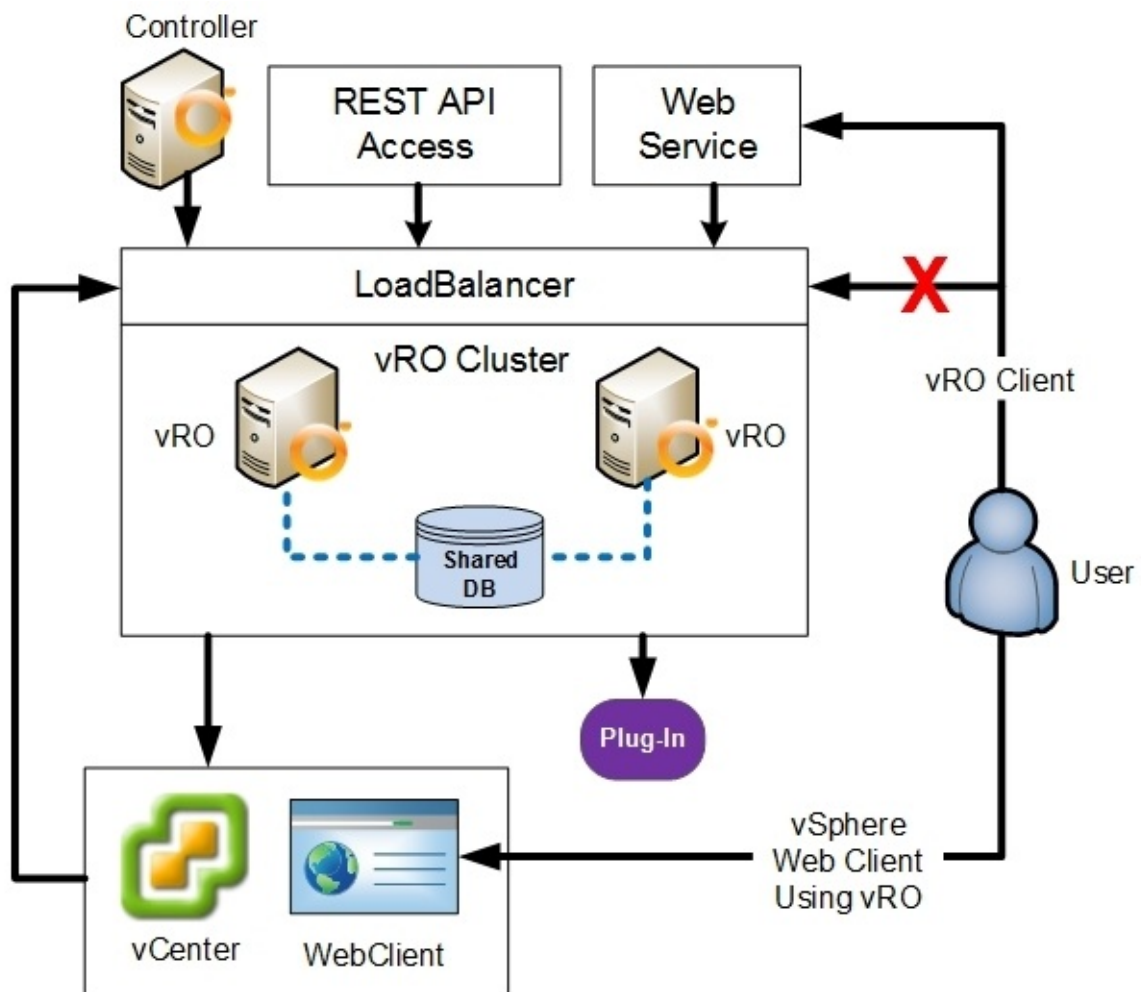 Controller
REST API
Access
Web
Service
LoadBalancer
vRO Cluster
vRO
vRO
vRO Client
Shared
DB
User
Plug-In
vSphere
Web Client
Using vRO
vCenter
WebClient